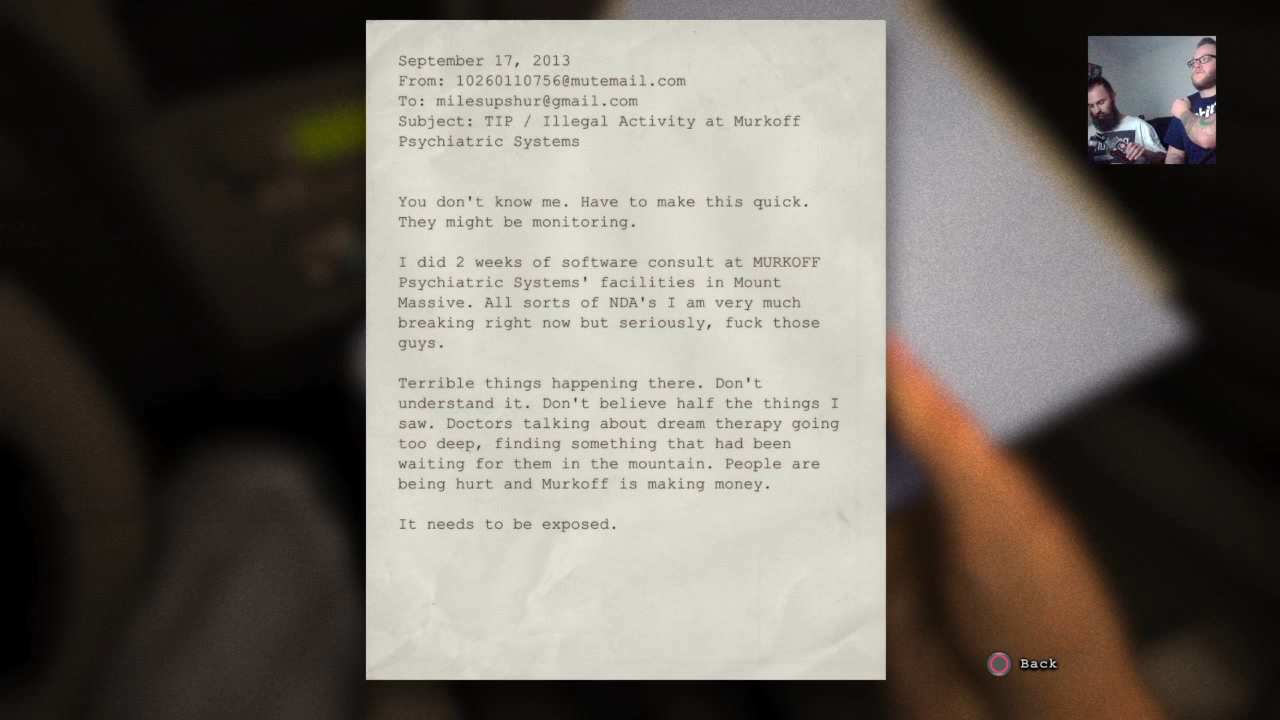 September 17, 2013
From: 10260110756@mutemail.com
To: milesupshur@gmail.com
Subject: TIP / Illegal Activity at Murkoff
Psychiatric Systems
You don't know me. Have to make this quick.
They might be monitoring.
I did 2 weeks of software consult at MURKOFF
Psychiatric Systems' facilities in Mount
Massive. All sorts of NDA's I am very much
breaking right now but seriously, fuck those
guys.
Terrible things happening there. Don't
understand it. Don't believe half the things I
saw. Doctors talking about dream therapy going
too deep, finding something that had been
waiting for them in the mountain. People are
being hurt and Murkoff is making money.
It needs to be exposed.
Back